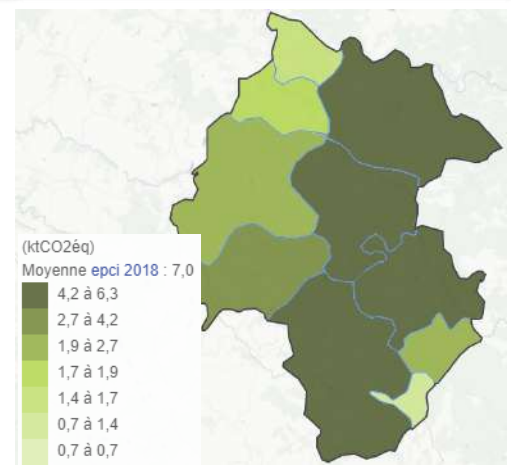 (ktCO2éq)
Moyenne epci 2018 : 7,0
4,2 à 6,3
2,7 à 4,2
1,9 à 2,7
1,7 à 1,9
1,4 à 1,7
0,7 à 1,4
0,7 à 0,7